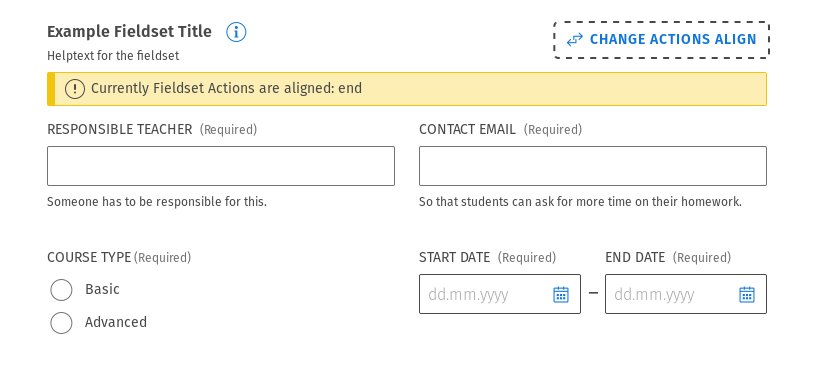 Example Fieldset Title
CHANGE ACTIONS ALIGN
Helptext for the fieldset
Currently Fieldset Actions are aligned: end
RESPONSIBLE TEACHER (Required)
CONTACT EMAIL (Required)
Someone has to be responsible for this.
So that students can ask for more time on their homework.
COURSE TYPE (Required)
START DATE (Required)
END DATE (Required)
Basic
dd.mm.yyyy – dd.mm.yyyy
Advanced